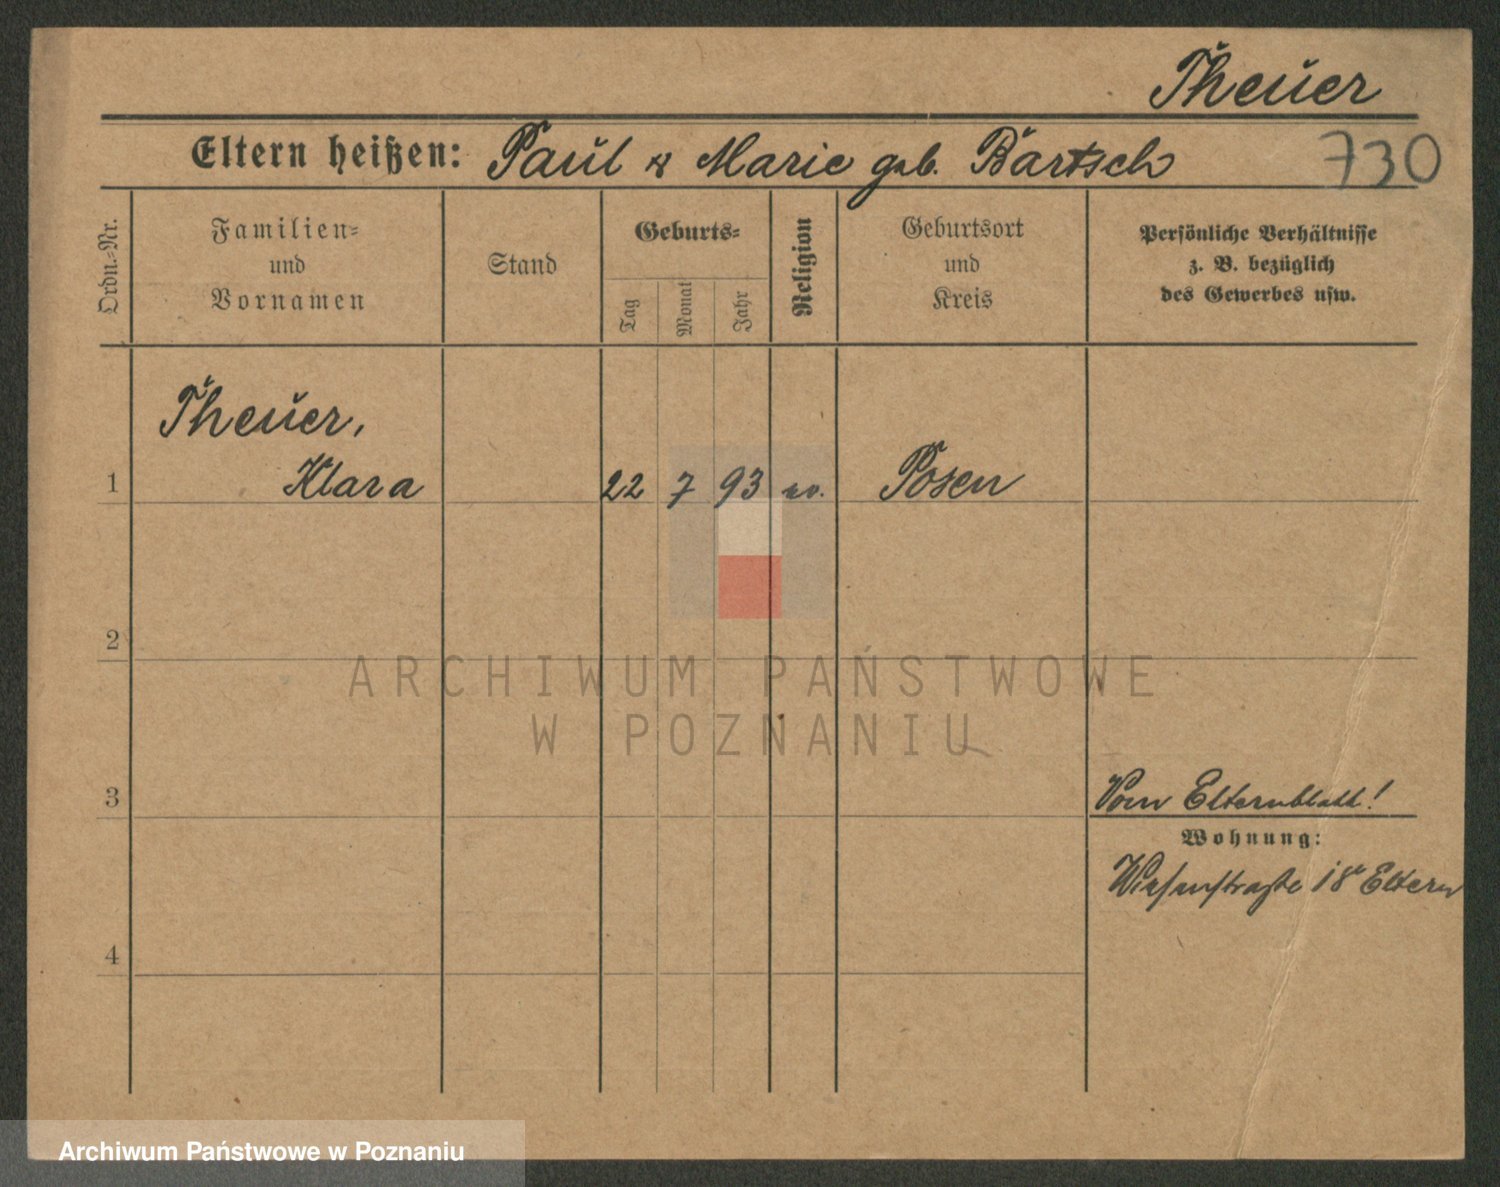 Theuer
Eltern heißen: Paul & Marie geb. Bartsch 730
Ordn.-Nr.
Familien-
und
Vornamen
Stand
Geburts-
Tag
Monat
Jahr
Religion
Geburtsort
und
Kreis
Persönliche Verhältnisse
z. B. bezüglich
des Gewerbes usw.
Theuer,
1 Klara 22 7 93 ev. Posen
2
ARCHIWUM PAŃSTWOWE
W POZNANIU
3 Vom Elternblatt!
Wohnung:
Wiesenstraße 18 Eltern
4
Archiwum Państwowe w Poznaniu